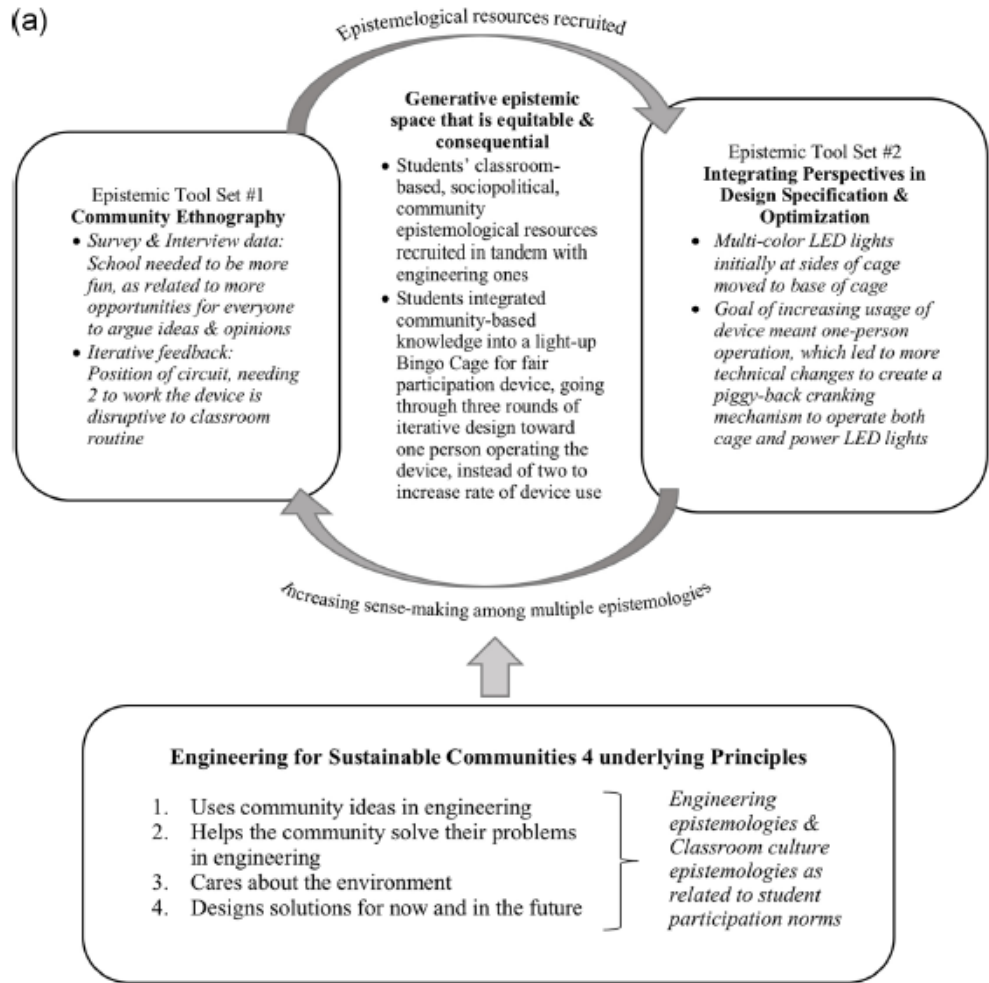 (a)
Epistemelogical resources recruited
Epistemic Tool Set #1
Community Ethnography
• Survey & Interview data:
School needed to be more
fun, as related to more
opportunities for everyone
to argue ideas & opinions
• Iterative feedback:
Position of circuit, needing
2 to work the device is
disruptive to classroom
routine
Generative epistemic
space that is equitable &
consequential
• Students' classroom-
based, sociopolitical,
community
epistemological resources
recruited in tandem with
engineering ones
• Students integrated
community-based
knowledge into a light-up
Bingo Cage for fair
participation device, going
through three rounds of
iterative design toward
one person operating the
device, instead of two to
increase rate of device use
Epistemic Tool Set #2
Integrating Perspectives in
Design Specification &
Optimization
• Multi-color LED lights
initially at sides of cage
moved to base of cage
• Goal of increasing usage of
device meant one-person
operation, which led to more
technical changes to create a
piggy-back cranking
mechanism to operate both
cage and power LED lights
Increasing sense-making among multiple epistemologies
Engineering for Sustainable Communities 4 underlying Principles
1. Uses community ideas in engineering
2. Helps the community solve their problems
in engineering
3. Cares about the environment
4. Designs solutions for now and in the future
Engineering
epistemologies &
Classroom culture
epistemologies as
related to student
participation norms